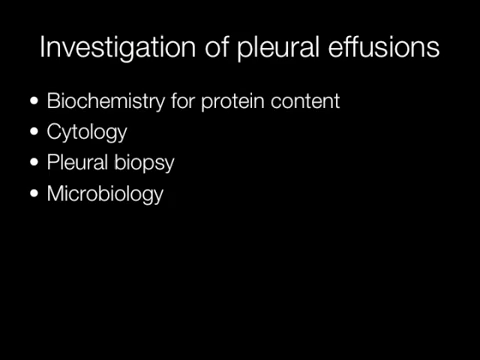 Investigation of pleural effusions
• Biochemistry for protein content
• Cytology
• Pleural biopsy
• Microbiology